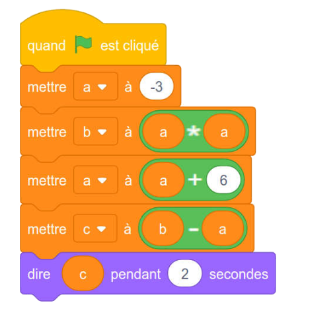 quand est cliqué
mettre a à -3
mettre b à a * a
mettre a à a + 6
mettre c à b - a
dire c pendant 2 secondes